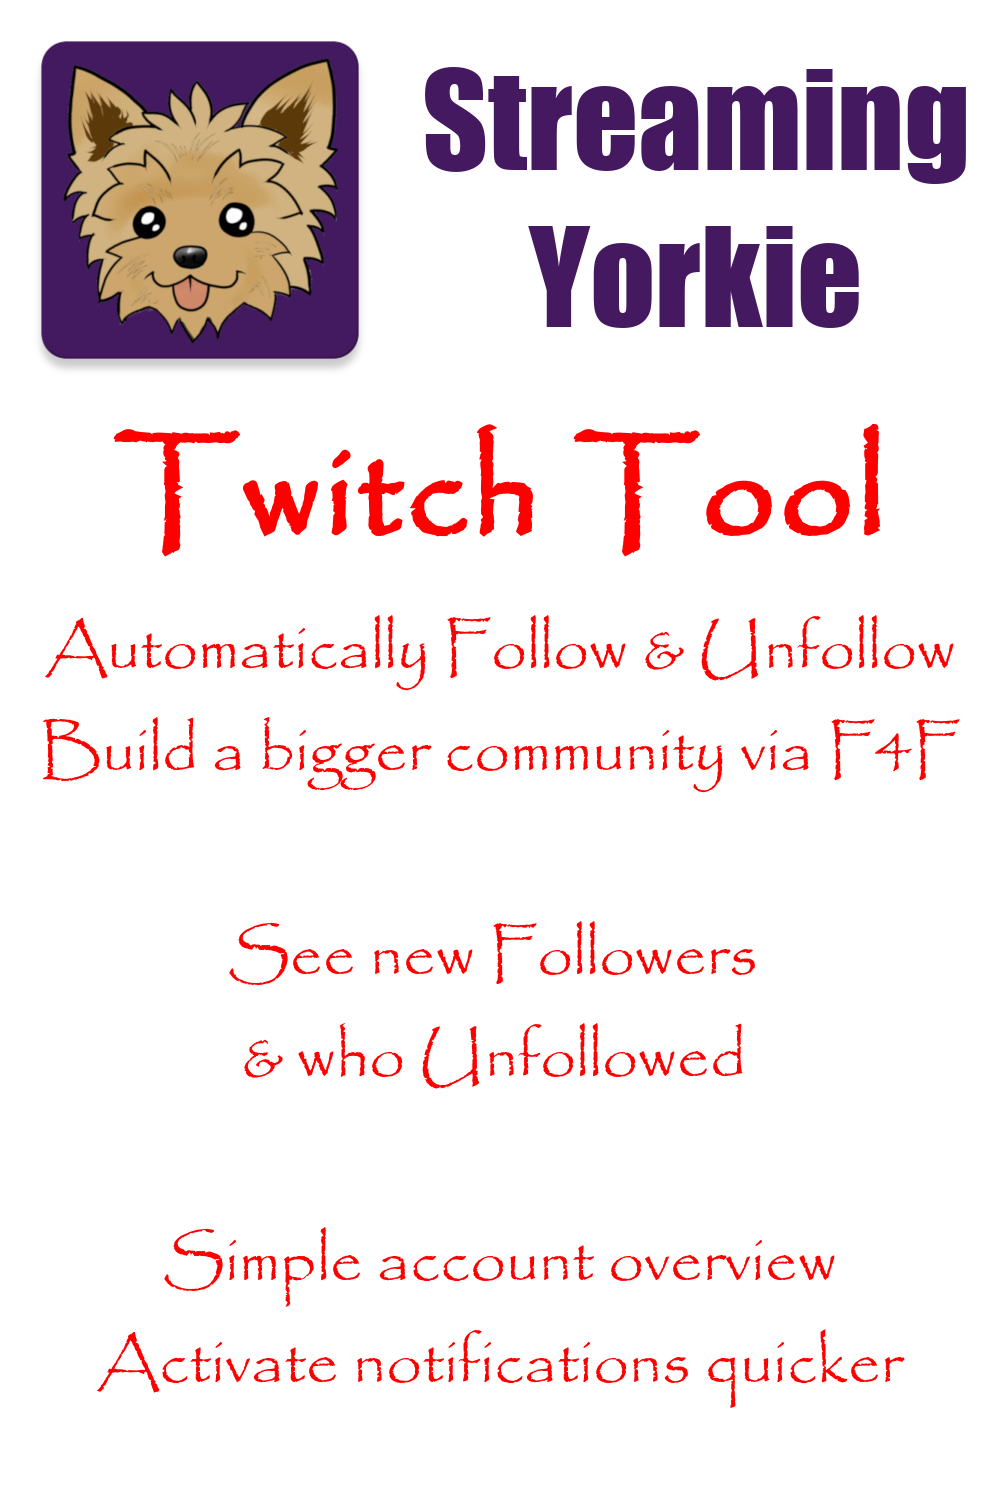 Streaming
Yorkie
Twitch Tool
Automatically Follow & Unfollow
Build a bigger community via F4F
See new Followers
& who Unfollowed
Simple account overview
Activate notifications quicker